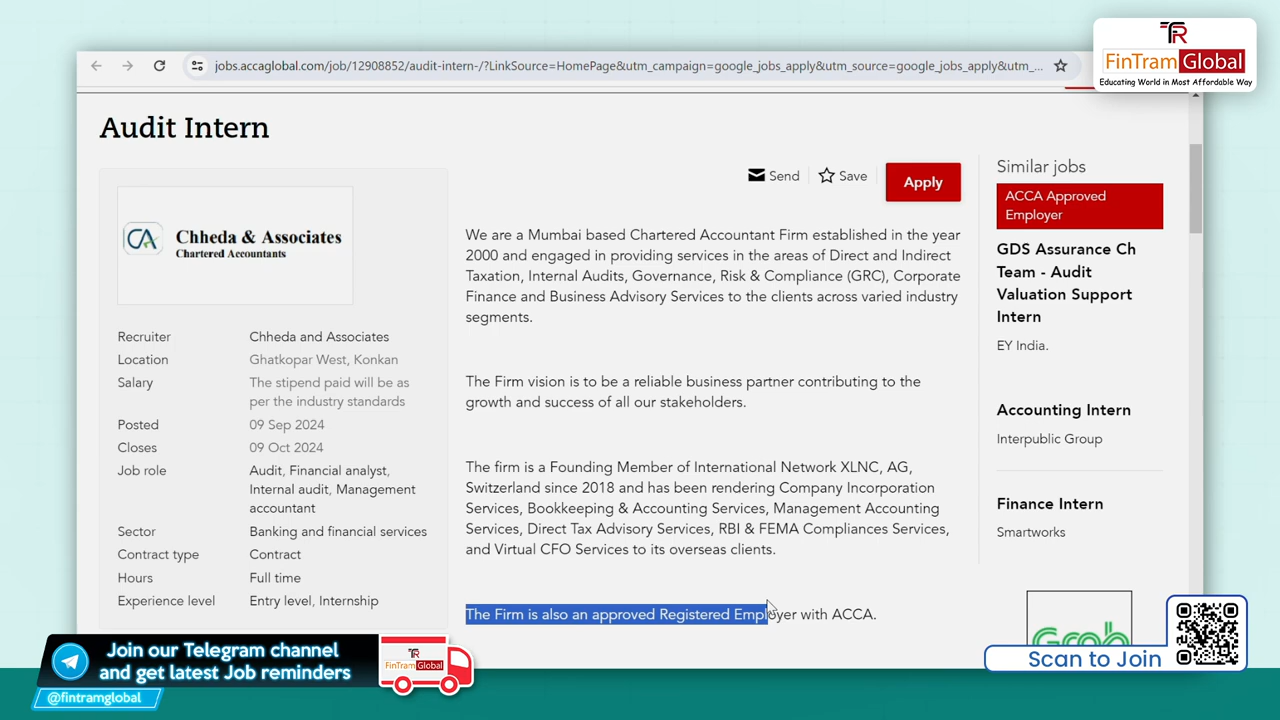 jobs.accaglobal.com/job/12908852/audit-intern-/?LinkSource=HomePage&utm_campaign=google_jobs_apply&utm_source=google_jobs_apply&utm_...
FinTram Global
Educating World in Most Affordable Way
Audit Intern
Send
Save
Apply
CA
Chheda & Associates
Chartered Accountants
Recruiter Chheda and Associates
Location Ghatkopar West, Konkan
Salary The stipend paid will be as
per the industry standards
Posted 09 Sep 2024
Closes 09 Oct 2024
Job role Audit, Financial analyst,
Internal audit, Management
accountant
Sector Banking and financial services
Contract type Contract
Hours Full time
Experience level Entry level, Internship
We are a Mumbai based Chartered Accountant Firm established in the year
2000 and engaged in providing services in the areas of Direct and Indirect
Taxation, Internal Audits, Governance, Risk & Compliance (GRC), Corporate
Finance and Business Advisory Services to the clients across varied industry
segments.
The Firm vision is to be a reliable business partner contributing to the
growth and success of all our stakeholders.
The firm is a Founding Member of International Network XLNC, AG,
Switzerland since 2018 and has been rendering Company Incorporation
Services, Bookkeeping & Accounting Services, Management Accounting
Services, Direct Tax Advisory Services, RBI & FEMA Compliances Services,
and Virtual CFO Services to its overseas clients.
The Firm is also an approved Registered Employer with ACCA.
Similar jobs
ACCA Approved
Employer
GDS Assurance Ch
Team - Audit
Valuation Support
Intern
EY India.
Accounting Intern
Interpublic Group
Finance Intern
Smartworks
Grab
Join our Telegram channel
and get latest Job reminders
@fintramglobal
FinTram Global
Scan to Join